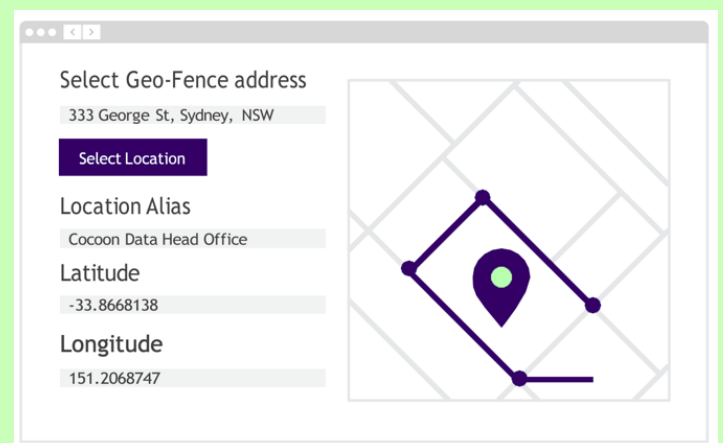 Select Geo-Fence address
333 George St, Sydney, NSW
Select Location
Location Alias
Cocoon Data Head Office
Latitude
-33.8668138
Longitude
151.2068747